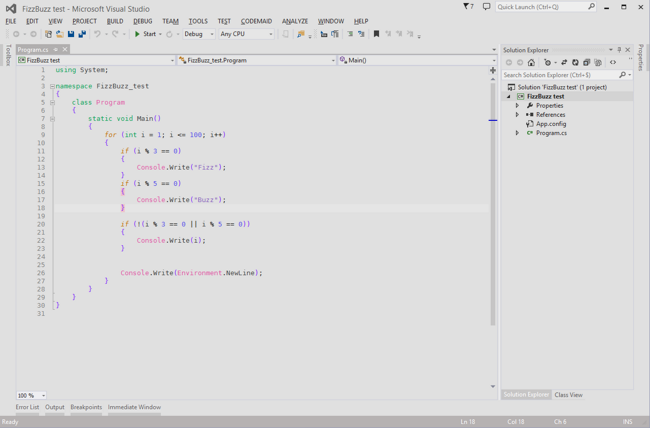 FizzBuzz test - Microsoft Visual Studio
7
Quick Launch (Ctrl+Q)
FILE EDIT VIEW PROJECT BUILD DEBUG TEAM TOOLS TEST CODEMAID ANALYZE WINDOW HELP
Start Debug Any CPU
Toolbox
Program.cs
FizzBuzz test
FizzBuzz_test.Program
Main()
1 using System;
2
3 namespace FizzBuzz_test
4 {
5 class Program
6 {
7 static void Main()
8 {
9 for (int i = 1; i <= 100; i++)
10 {
11 if (i % 3 == 0)
12 {
13 Console.Write("Fizz");
14 }
15 if (i % 5 == 0)
16 {
17 Console.Write("Buzz");
18 }
19
20 if (!(i % 3 == 0 || i % 5 == 0))
21 {
22 Console.Write(i);
23 }
24
25
26 Console.Write(Environment.NewLine);
27 }
28 }
29 }
30 }
31
100 %
Solution Explorer
Search Solution Explorer (Ctrl+$)
Solution 'FizzBuzz test' (1 project)
FizzBuzz test
Properties
References
App.config
Program.cs
Properties
Solution Explorer Class View
Error List Output Breakpoints Immediate Window
Ready Ln 18 Col 18 Ch 6 INS